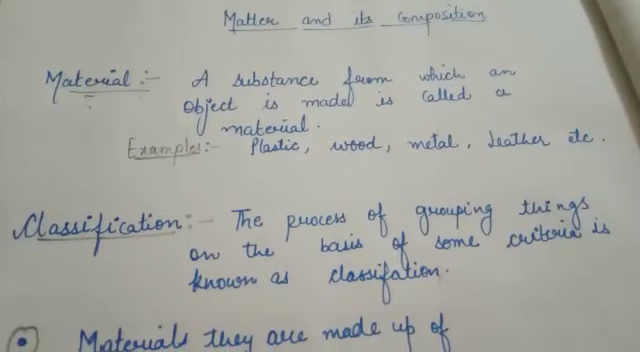 Matter and its Composition
Material :- A substance from which an
object is made is called a
material.
Examples:- Plastic, wood, metal, leather etc.
Classification:- The process of grouping things
on the basis of some criteria is
known as classifation.
Materials they are made up of